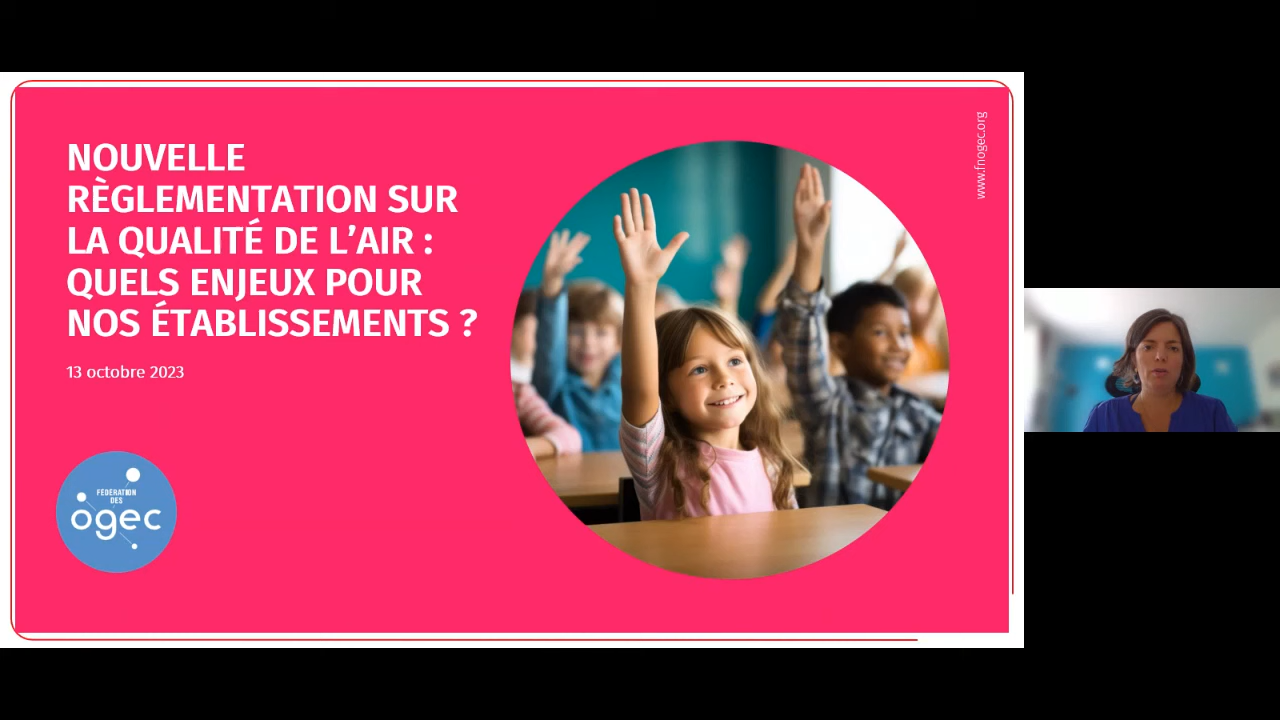 NOUVELLE
RÈGLEMENTATION SUR
LA QUALITÉ DE L’AIR :
QUELS ENJEUX POUR
NOS ÉTABLISSEMENTS ?
13 octobre 2023
FÉDÉRATION
DES
ogec
www.fnogec.org